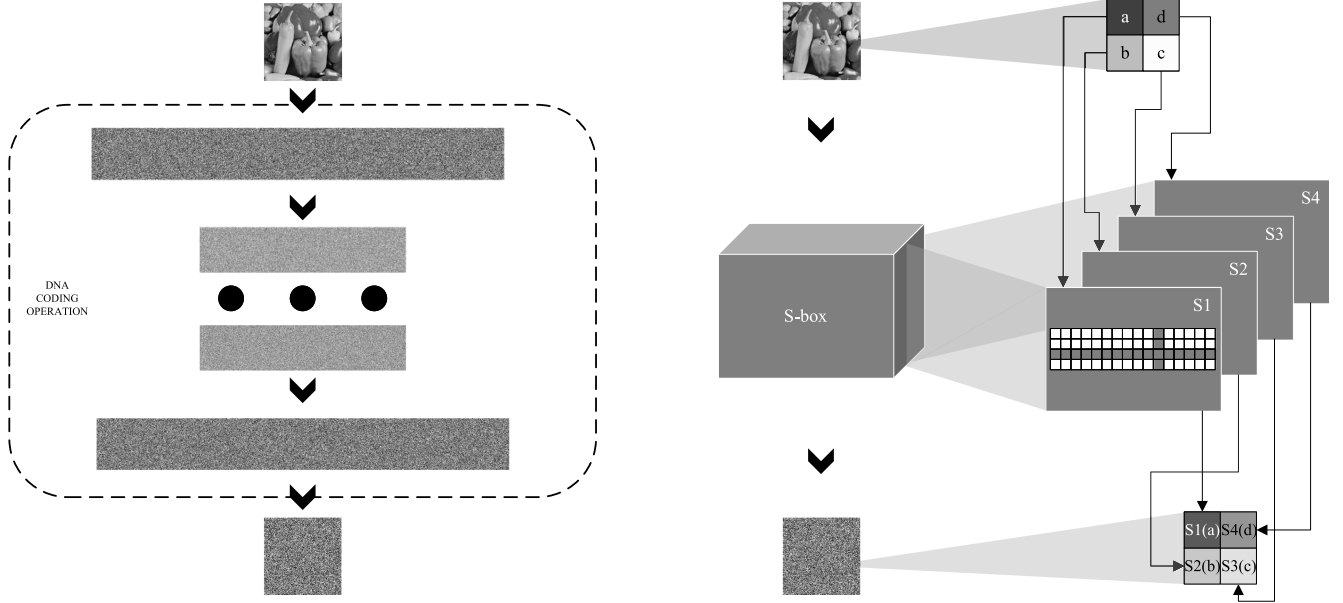 a d
b c
S4
S3
S2
S1
DNA
CODING
OPERATION
S-box
S1(a) S4(d)
S2(b) S3(c)